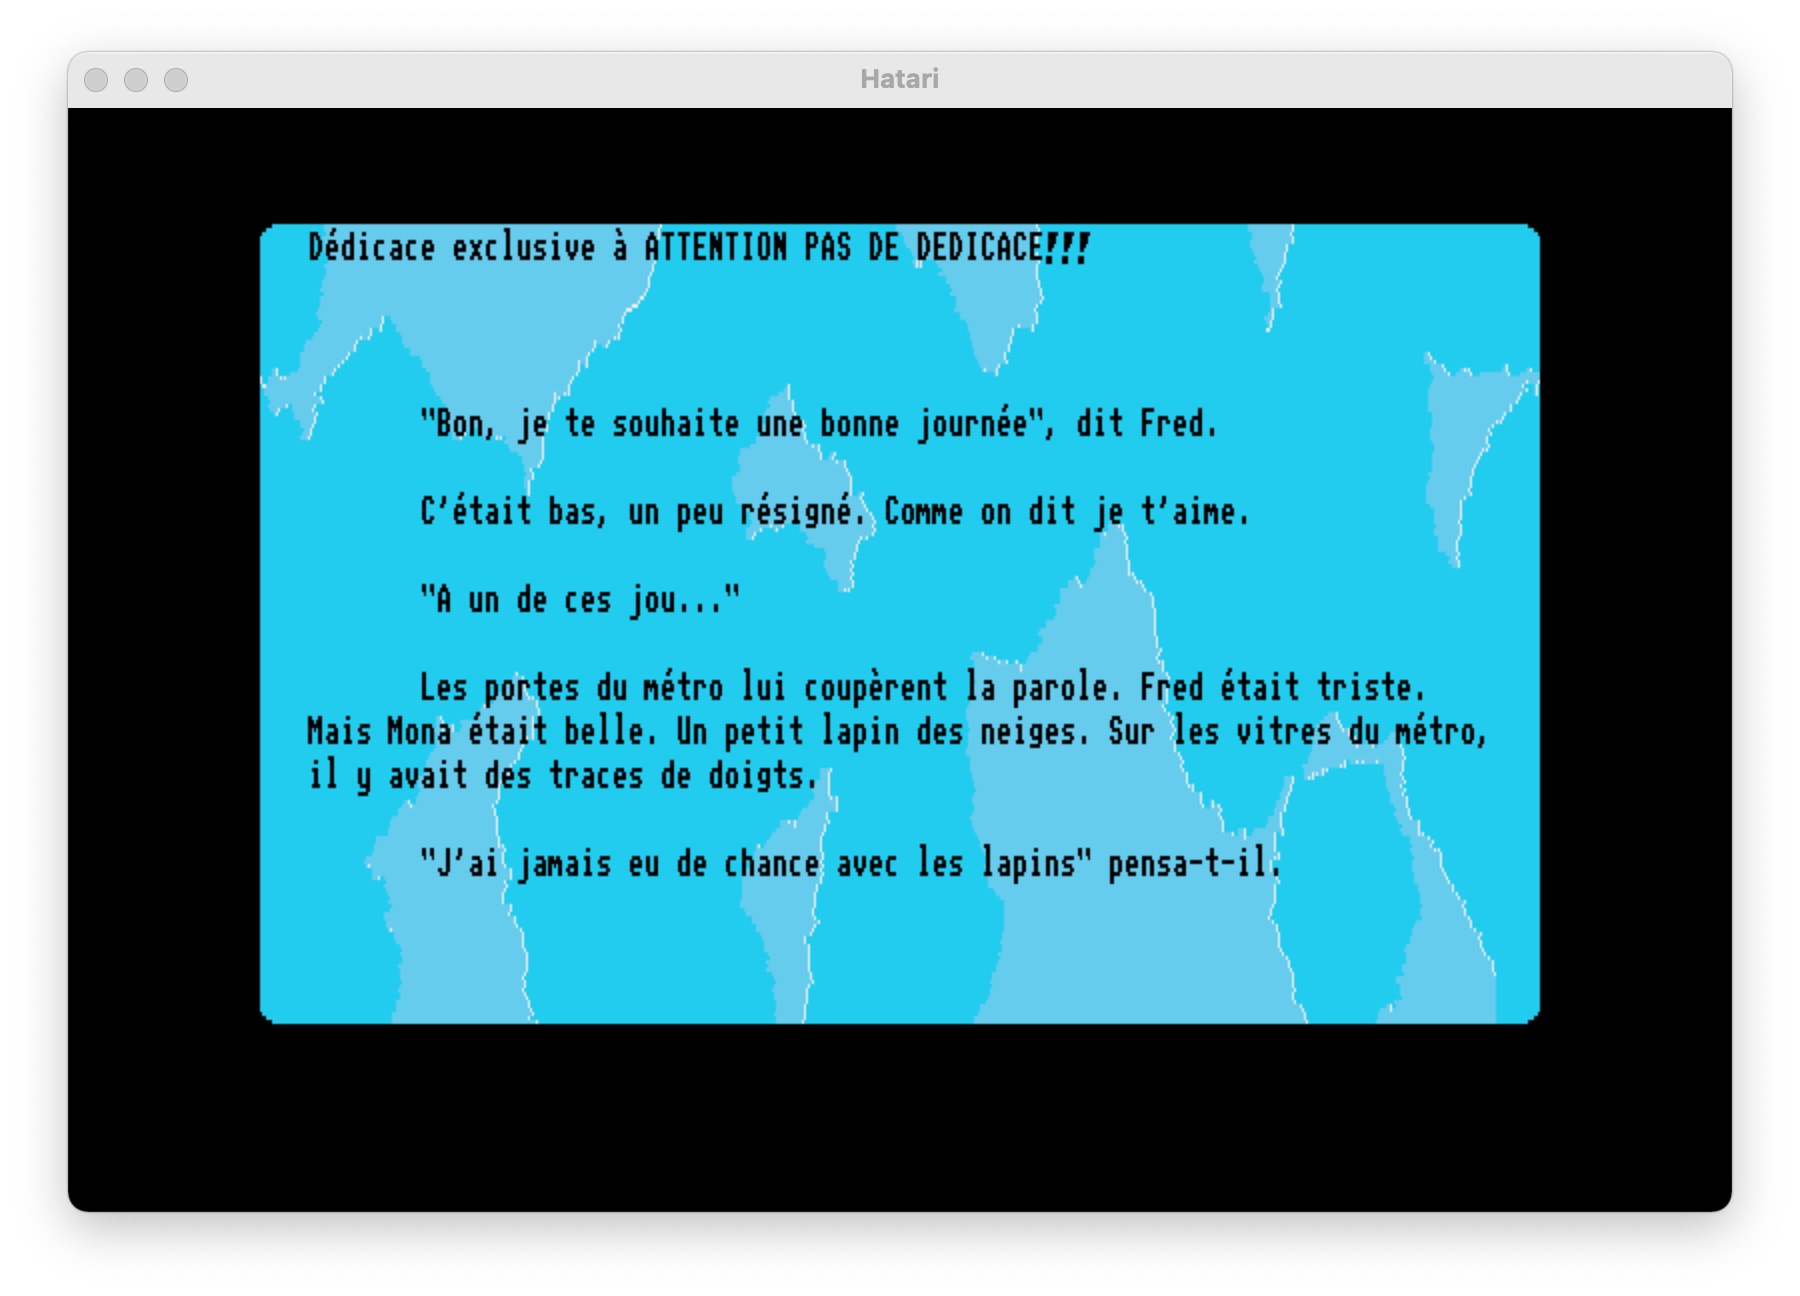 Hatari
Dédicace exclusive à ATTENTION PAS DE DEDICACE!!!
"Bon, je te souhaite une bonne journée", dit Fred.
C'était bas, un peu résigné. Comme on dit je t'aime.
"A un de ces jou..."
Les portes du métro lui coupèrent la parole. Fred était triste.
Mais Mona était belle. Un petit lapin des neiges. Sur les vitres du métro,
il y avait des traces de doigts.
"J'ai jamais eu de chance avec les lapins" pensa-t-il.